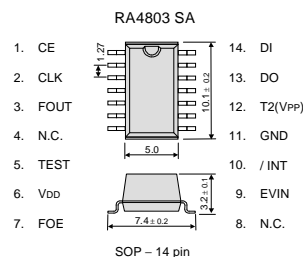 RA4803 SA
1. CE
2. CLK
3. FOUT
4. N.C.
5. TEST
6. VDD
7. FOE
14. DI
13. DO
12. T2(VPP)
11. GND
10. / INT
9. EVIN
8. N.C.
1.27
10.1 ± 0.2
5.0
3.2 ± 0.1
7.4 ± 0.2
SOP – 14 pin